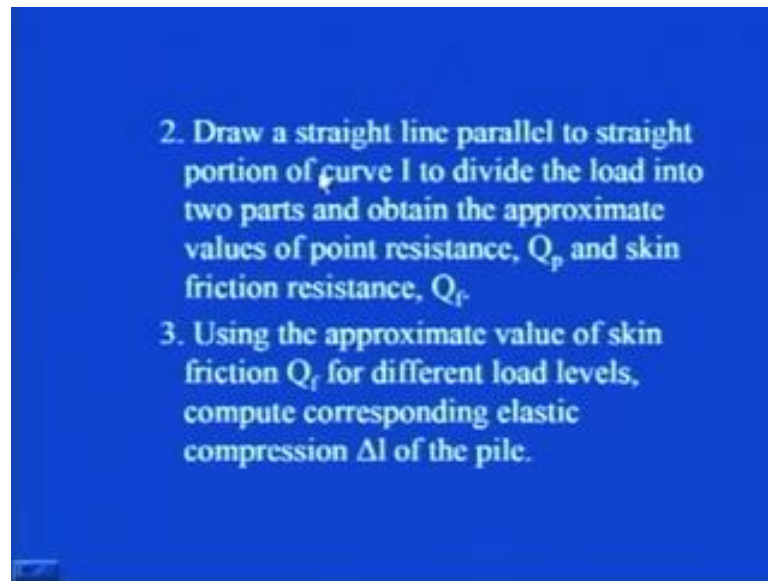 2. Draw a straight line parallel to straight
portion of curve I to divide the load into
two parts and obtain the approximate
values of point resistance, Qp and skin
friction resistance, Qf.
3. Using the approximate value of skin
friction Qf for different load levels,
compute corresponding elastic
compression Δl of the pile.